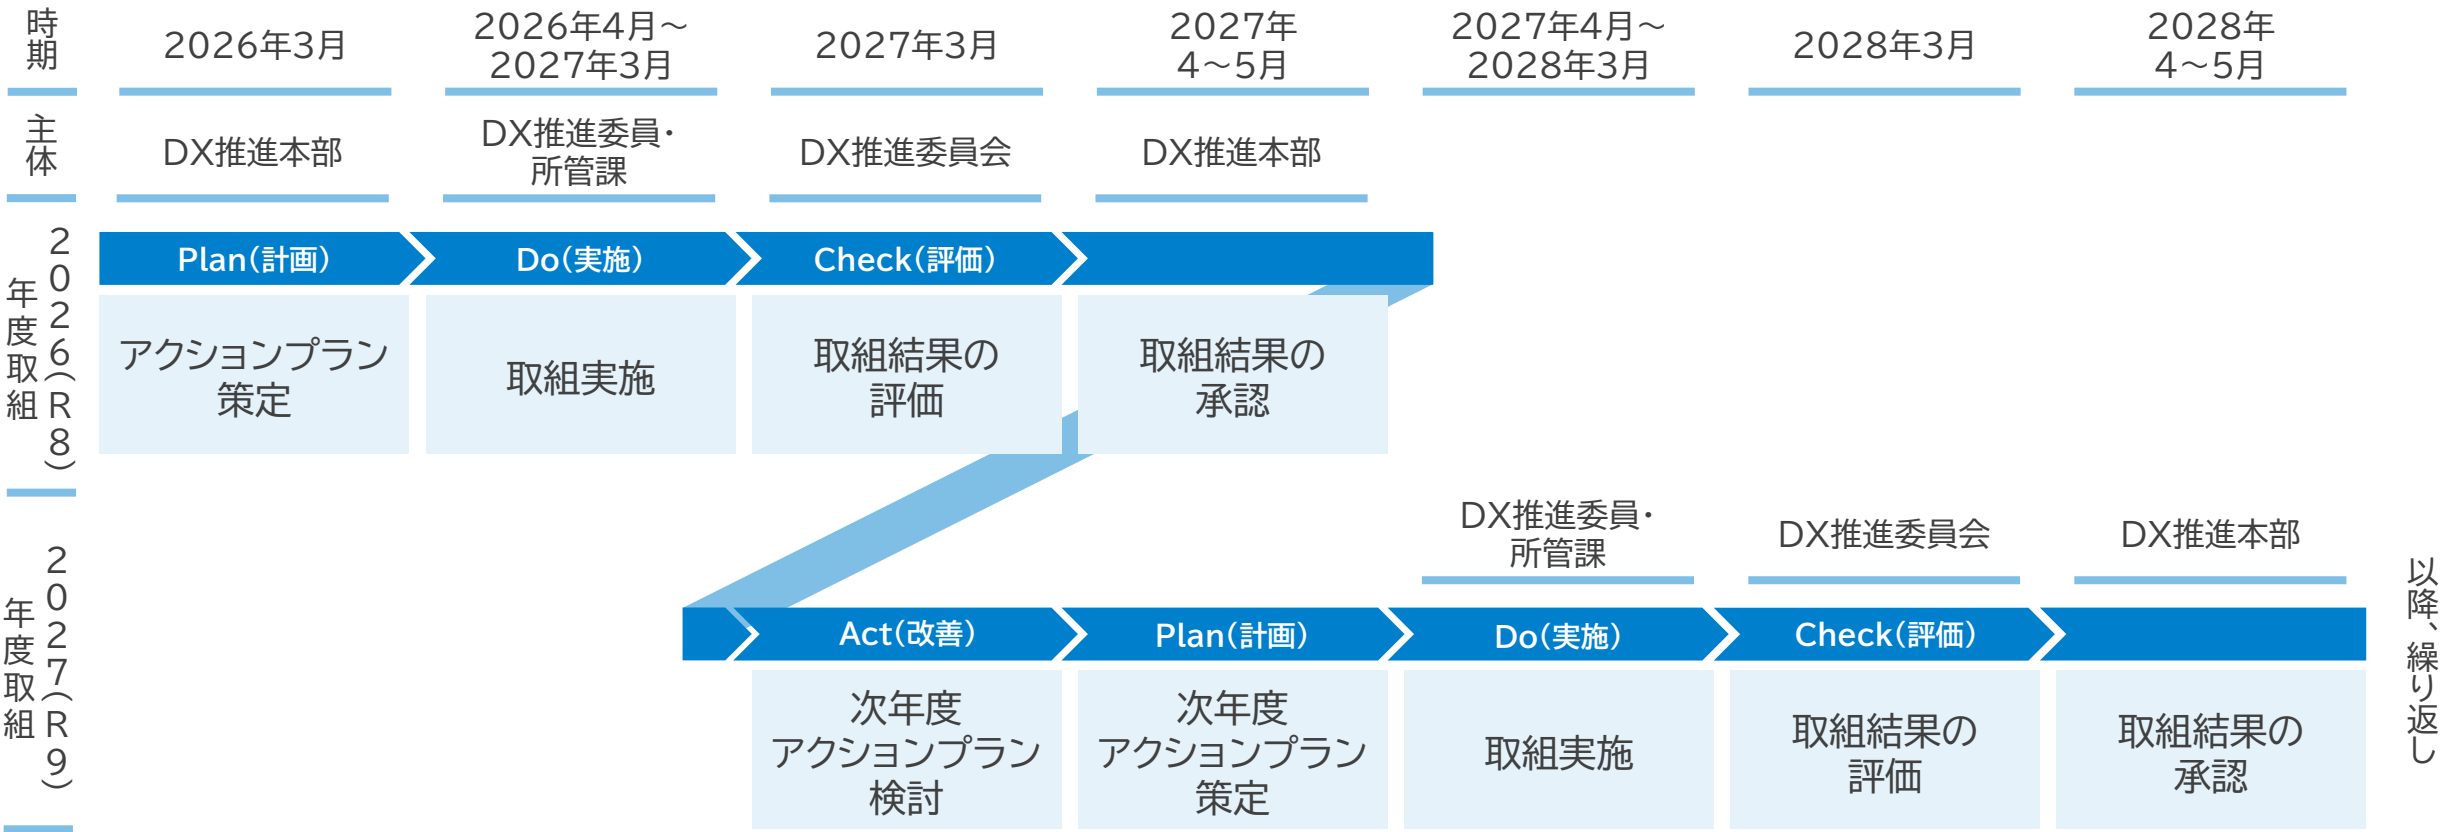 時期
2026年3月
2026年4月～
2027年3月
2027年3月
2027年
4～5月
2027年4月～
2028年3月
2028年3月
2028年
4～5月
主体
DX推進本部
DX推進委員・
所管課
DX推進委員会
DX推進本部
2026（R8）
年度取組
Plan（計画）
Do（実施）
Check（評価）
アクションプラン
策定
取組実施
取組結果の
評価
取組結果の
承認
DX推進委員・
所管課
DX推進委員会
DX推進本部
2027（R9）
年度取組
Act（改善）
Plan（計画）
Do（実施）
Check（評価）
次年度
アクションプラン
検討
次年度
アクションプラン
策定
取組実施
取組結果の
評価
取組結果の
承認
以降、繰り返し